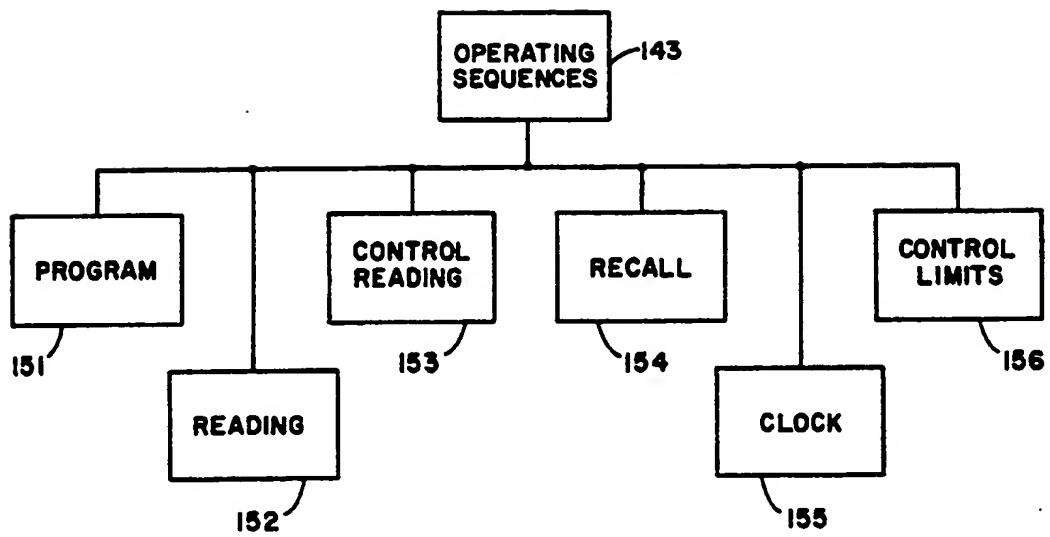 OPERATING
SEQUENCES
143
PROGRAM
151
CONTROL
READING
153
RECALL
154
CONTROL
LIMITS
156
READING
152
CLOCK
155